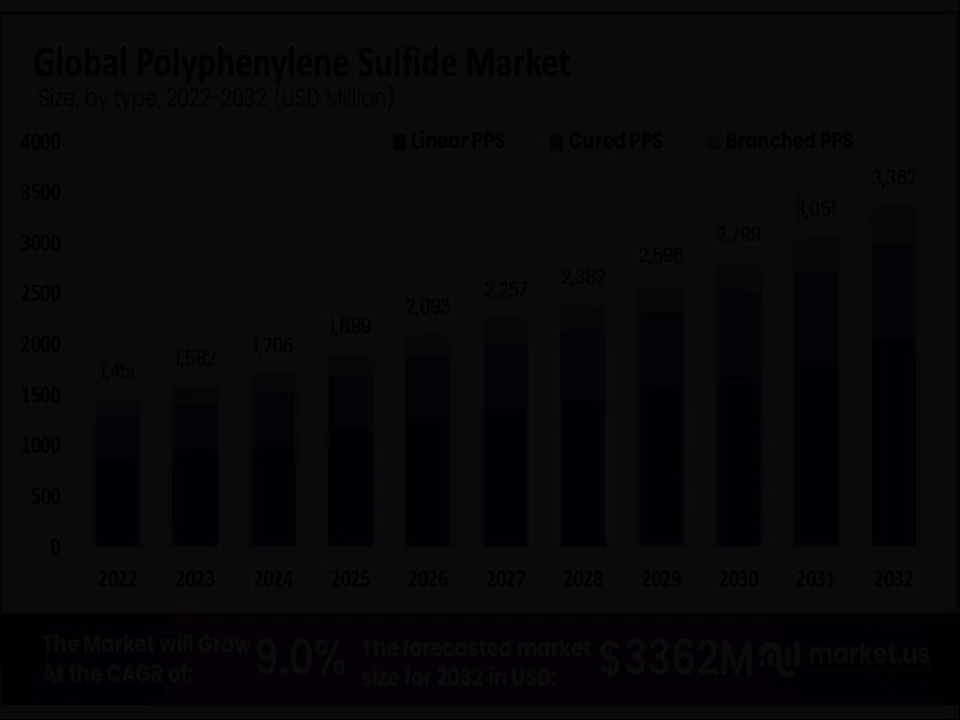 Global Polyphenylene Sulfide Market
Size, by type, 2022-2032 (USD Million)
Linear PPS Cured PPS Branched PPS
4000
3500
3000
2500
2000
1500
1000
500
0
1,451 1,582 1,706 1,899 2,093 2,257 2,382 2,596 2,799 3,051 3,362
2022 2023 2024 2025 2026 2027 2028 2029 2030 2031 2032
The Market will Grow
At the CAGR of:
9.0%
The forecasted market
size for 2032 in USD:
$3362M
market.us